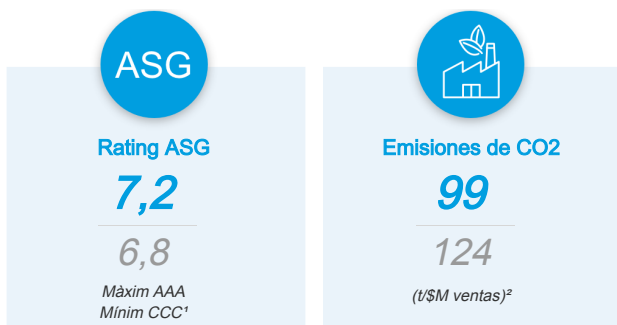 ASG
Rating ASG
7,2
6,8
Màxim AAA
Mínim CCC¹
Emisiones de CO2
99
124
(t/$M ventas)²